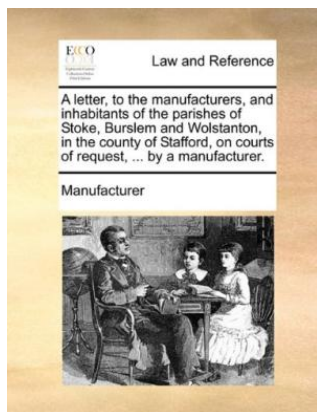 ECCO
Law and Reference
A letter, to the manufacturers, and
inhabitants of the parishes of
Stoke, Burslem and Wolstanton,
in the county of Stafford, on courts
of request, ... by a manufacturer.
Manufacturer